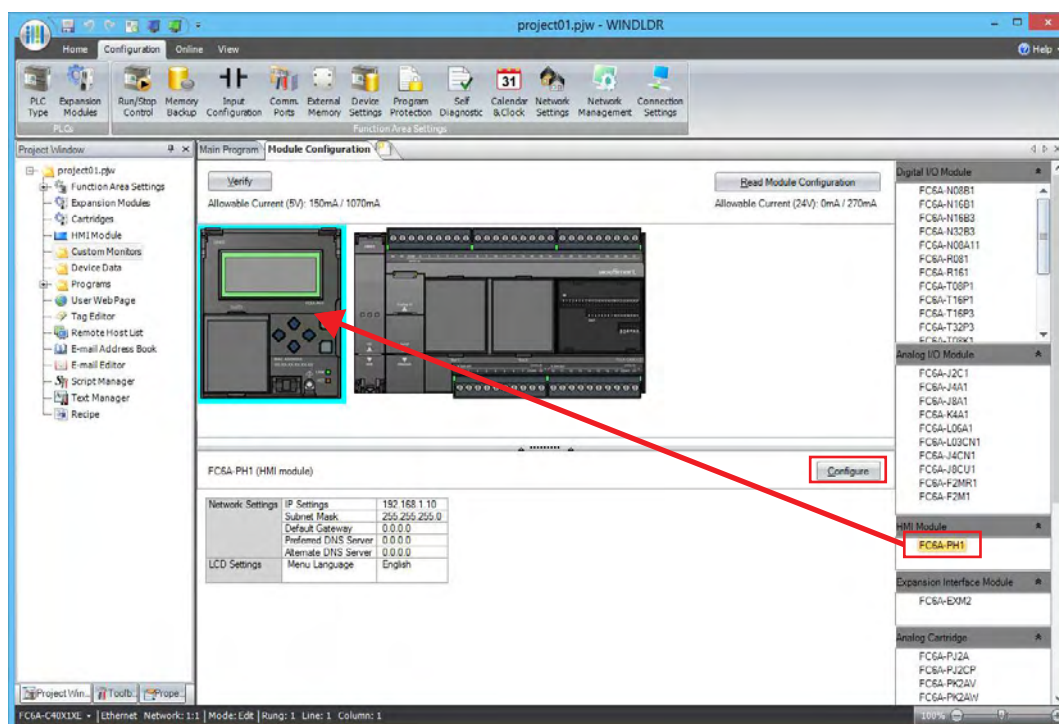 project01.pjw - WINDLDR
Home Configuration Online View Help
PLC Type
Expansion Modules
Run/Stop Control
Memory Backup
Input Configuration
Comm. Ports
External Memory
Device Settings
Program Protection
Self Diagnostic
31
Calendar & Clock
Network Settings
Network Management
Connection Settings
PLCs
Function Area Settings
Project Window
project01.pjw
Function Area Settings
Expansion Modules
Cartridges
HMI Module
Custom Monitors
Device Data
Programs
User Web Page
Tag Editor
Remote Host List
E-mail Address Book
E-mail Editor
Script Manager
Text Manager
Recipe
Project Win...
Toolb...
Prope...
Main Program
Module Configuration
Verify
Read Module Configuration
Allowable Current (5V): 150mA / 1070mA
Allowable Current (24V): 0mA / 270mA
FC6A-PH1 (HMI module)
Configure
Network Settings IP Settings 192.168.1.10
Subnet Mask 255.255.255.0
Default Gateway 0.0.0.0
Preferred DNS Server 0.0.0.0
Alternate DNS Server 0.0.0.0
LCD Settings Menu Language English
Digital I/O Module
FC6A-N08B1
FC6A-N16B1
FC6A-N16B3
FC6A-N32B3
FC6A-N08A11
FC6A-R081
FC6A-R161
FC6A-T08P1
FC6A-T16P1
FC6A-T16P3
FC6A-T32P3
FC6A-T08K1
Analog I/O Module
FC6A-J2C1
FC6A-J4A1
FC6A-J8A1
FC6A-K4A1
FC6A-L06A1
FC6A-L03CN1
FC6A-J4CN1
FC6A-J8CU1
FC6A-F2MR1
FC6A-F2M1
HMI Module
FC6A-PH1
Expansion Interface Module
FC6A-EXM2
Analog Cartridge
FC6A-PJ2A
FC6A-PJ2CP
FC6A-PK2AV
FC6A-PK2AW
FC6A-C40X1XE Ethernet Network: 1:1 Mode: Edit Rung: 1 Line: 1 Column: 1
100%